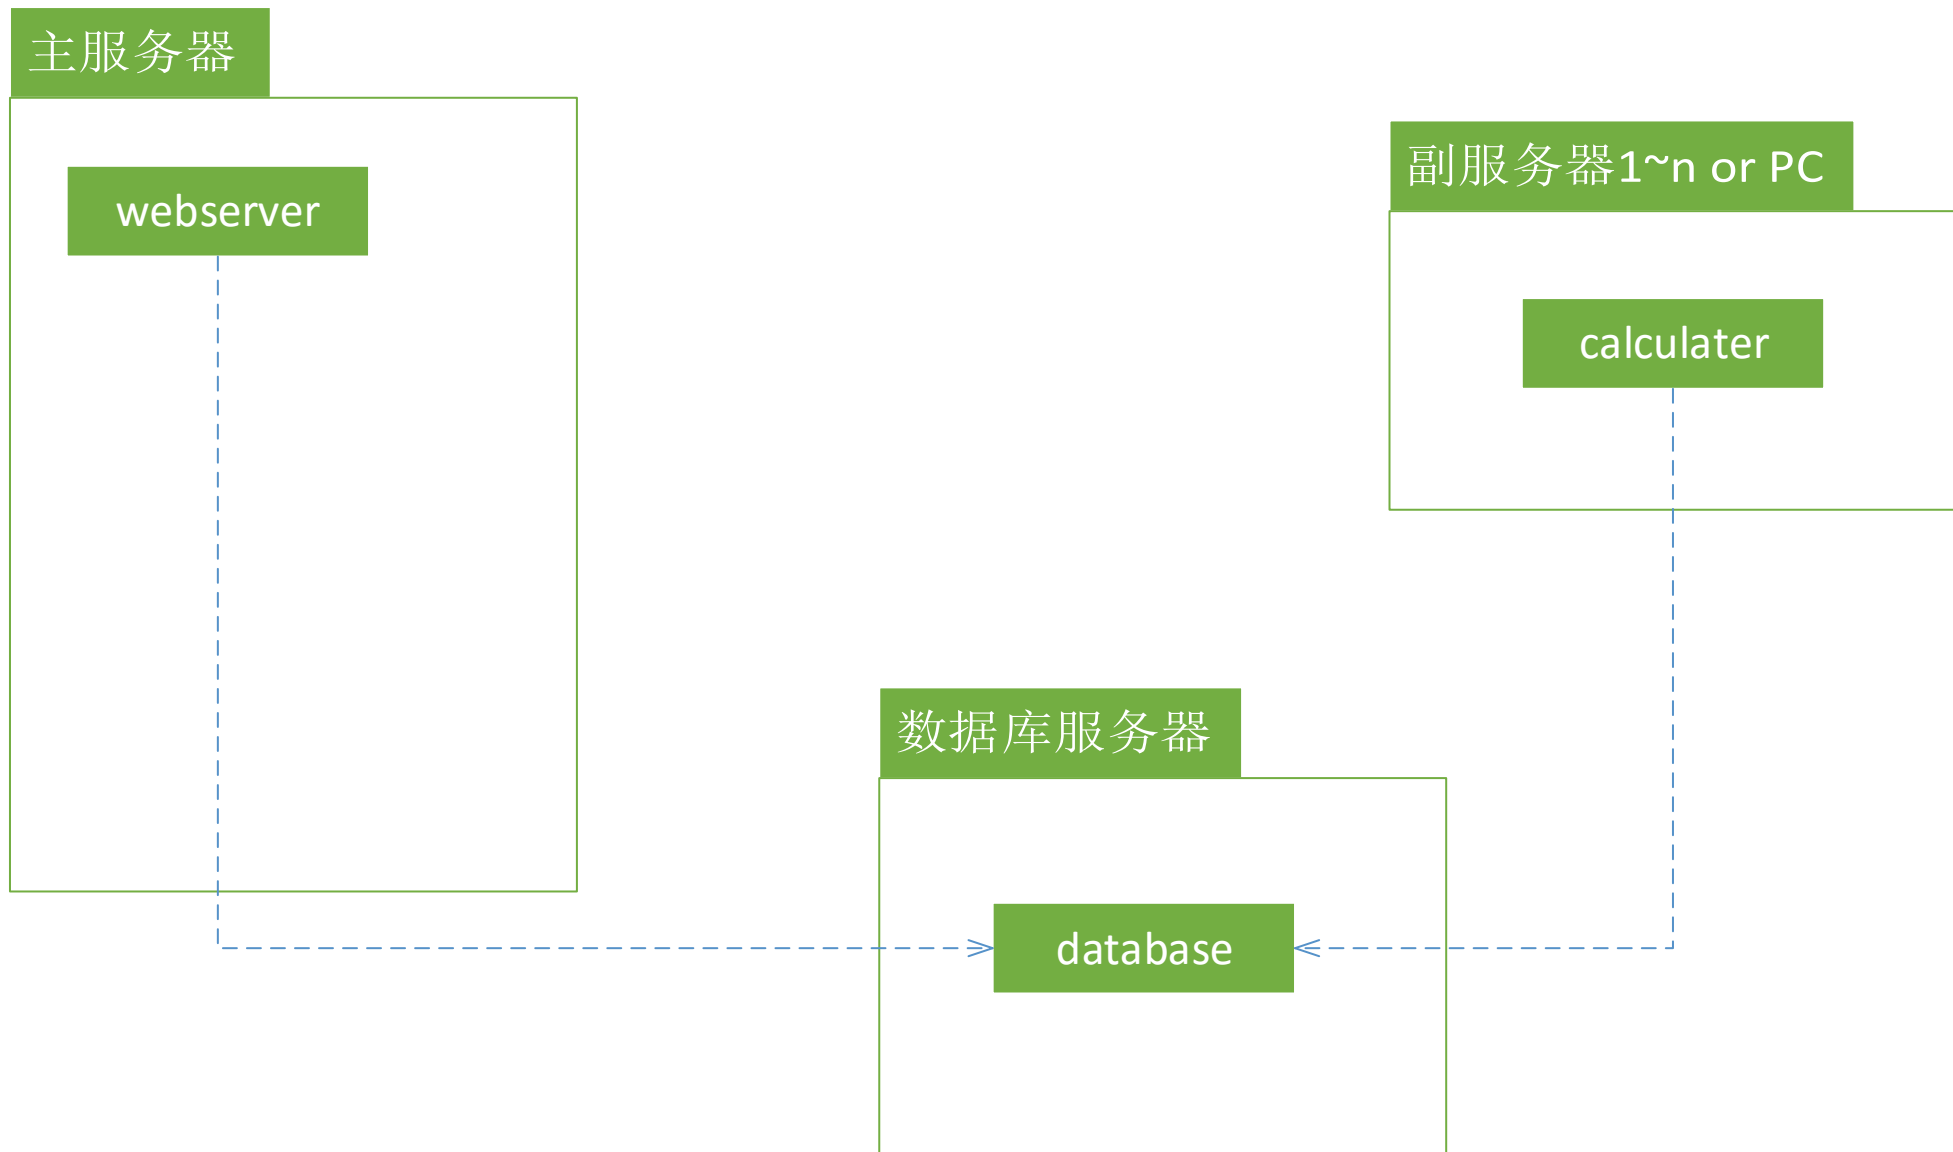 主服务器
webserver
副服务器1~n or PC
calculater
数据库服务器
database